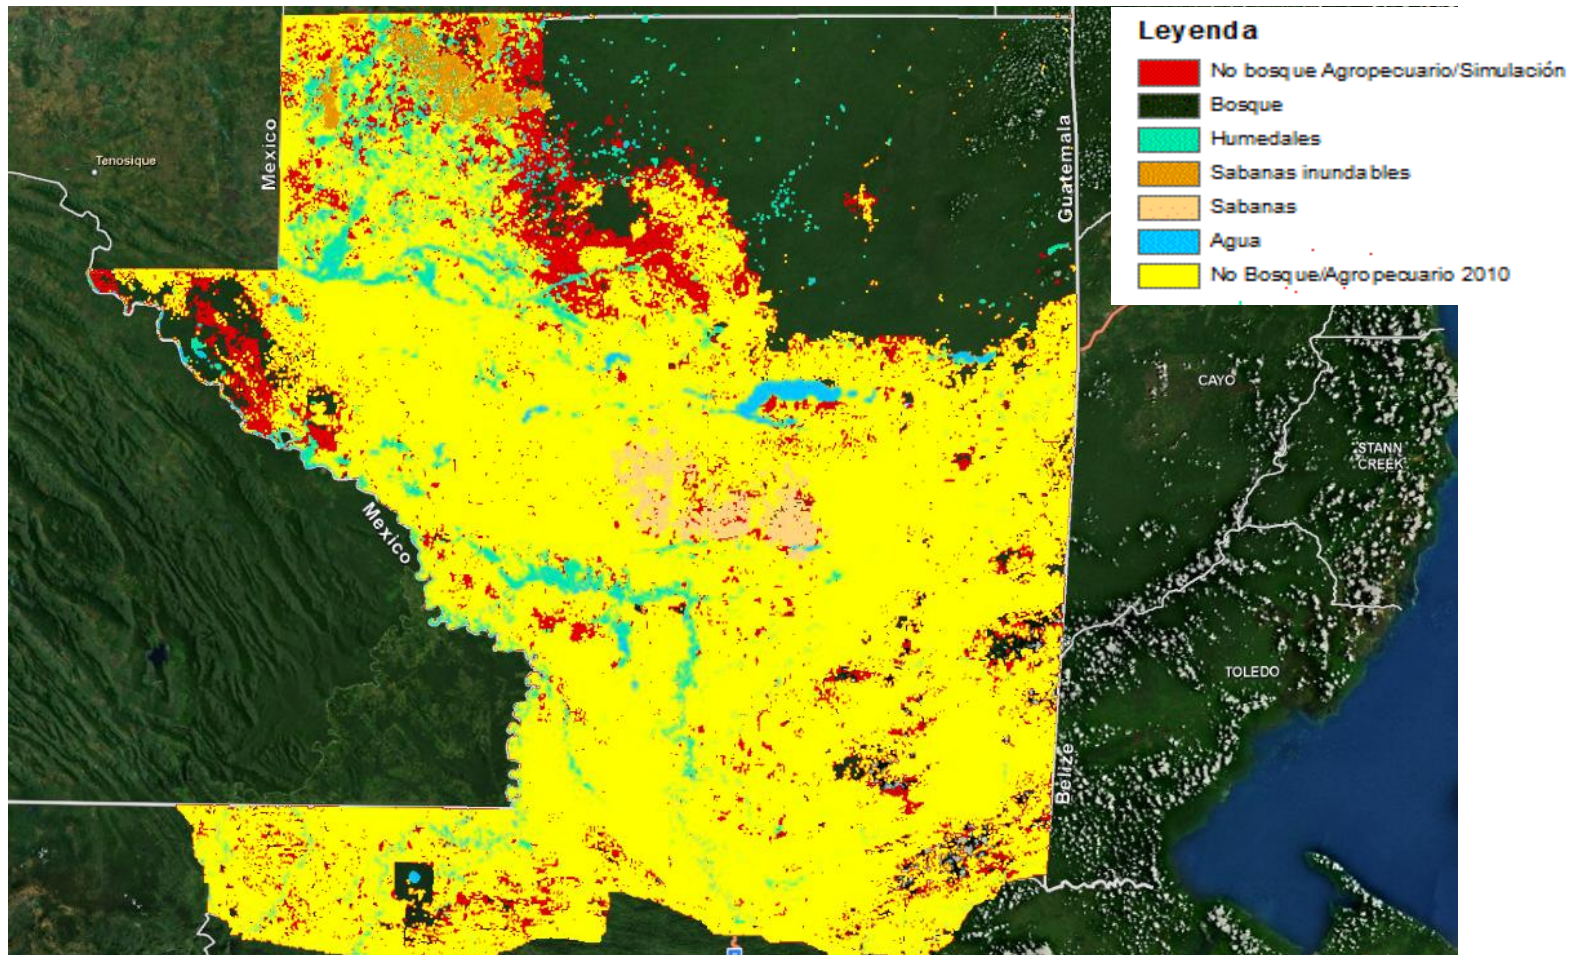 Leyenda
No bosque Agropecuario/Simulación
Bosque
Humedales
Sabanas inundables
Sabanas
Agua
No Bosque/Agropecuario 2010
Tenosique
Mexico
Guatemala
CAYO
STANN
CREEK
Mexico
TOLEDO
Belize